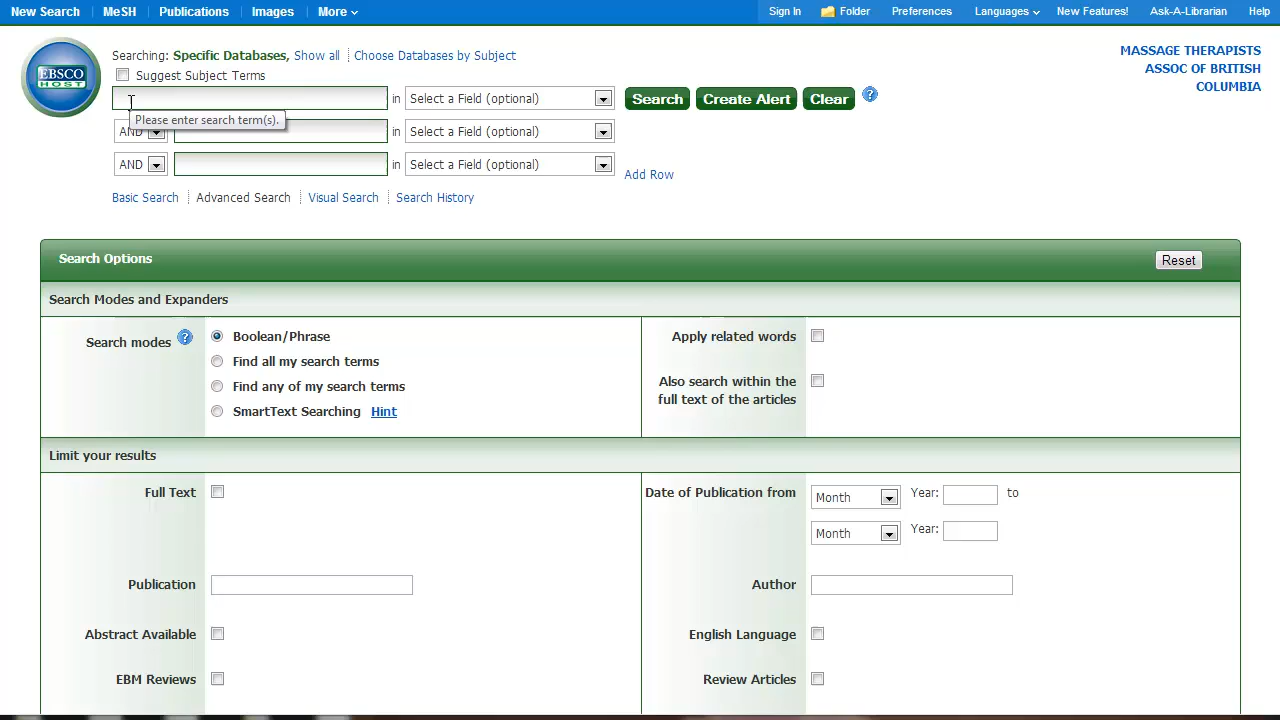 New Search MeSH Publications Images More Sign In Folder Preferences Languages New Features! Ask-A-Librarian Help
EBSCO
HOST
Searching: Specific Databases, Show all Choose Databases by Subject
Suggest Subject Terms
in Select a Field (optional) Search Create Alert Clear ?
Please enter search term(s).
AND in Select a Field (optional)
AND in Select a Field (optional) Add Row
Basic Search Advanced Search Visual Search Search History
MASSAGE THERAPISTS
ASSOC OF BRITISH
COLUMBIA
Search Options Reset
Search Modes and Expanders
Search modes ? Boolean/Phrase
Find all my search terms
Find any of my search terms
SmartText Searching Hint
Apply related words
Also search within the
full text of the articles
Limit your results
Full Text
Date of Publication from Month Year: to
Month Year:
Publication
Author
Abstract Available
English Language
EBM Reviews
Review Articles